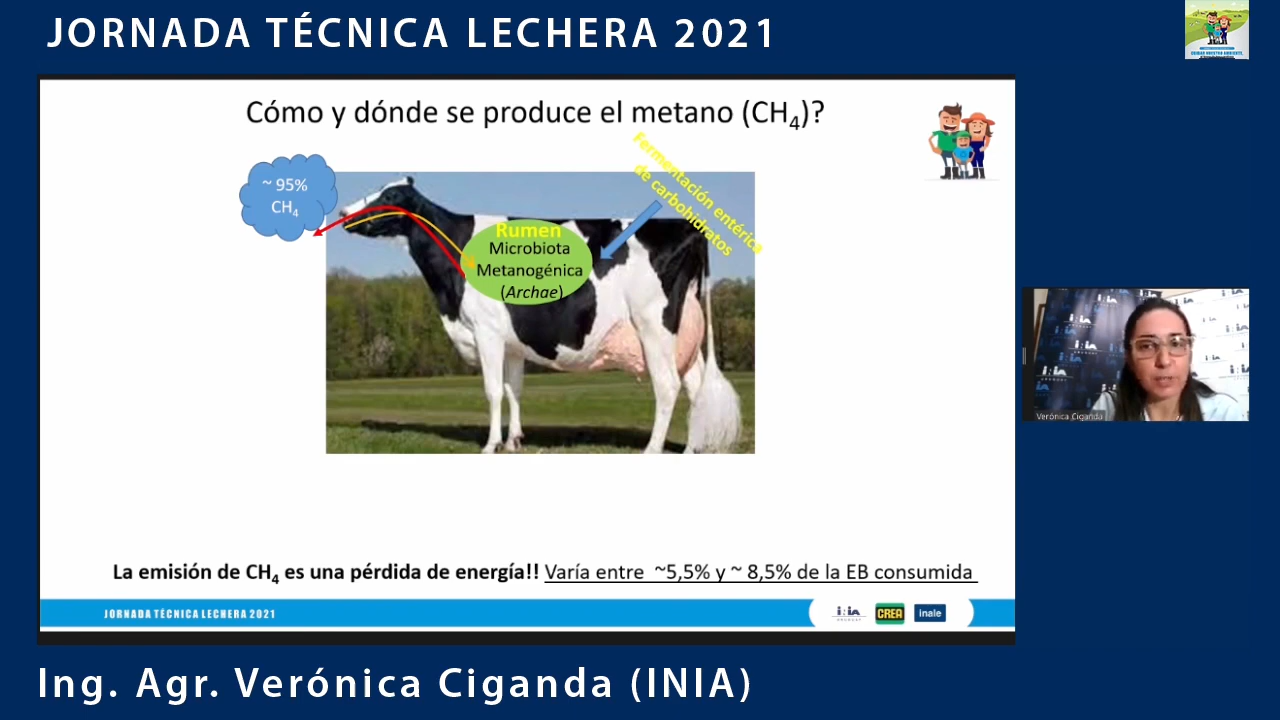 JORNADA TÉCNICA LECHERA 2021
Cómo y dónde se produce el metano (CH4)?
~ 95%
CH4
Fermentación entérica
de carbohidratos
Rumen
Microbiota
Metanogénica
(Archae)
La emisión de CH4 es una pérdida de energía!! Varía entre ~5,5% y ~ 8,5% de la EB consumida
JORNADA TÉCNICA LECHERA 2021
INIA
URUGUAY
CREA
inale
Verónica Ciganda
Ing. Agr. Verónica Ciganda (INIA)